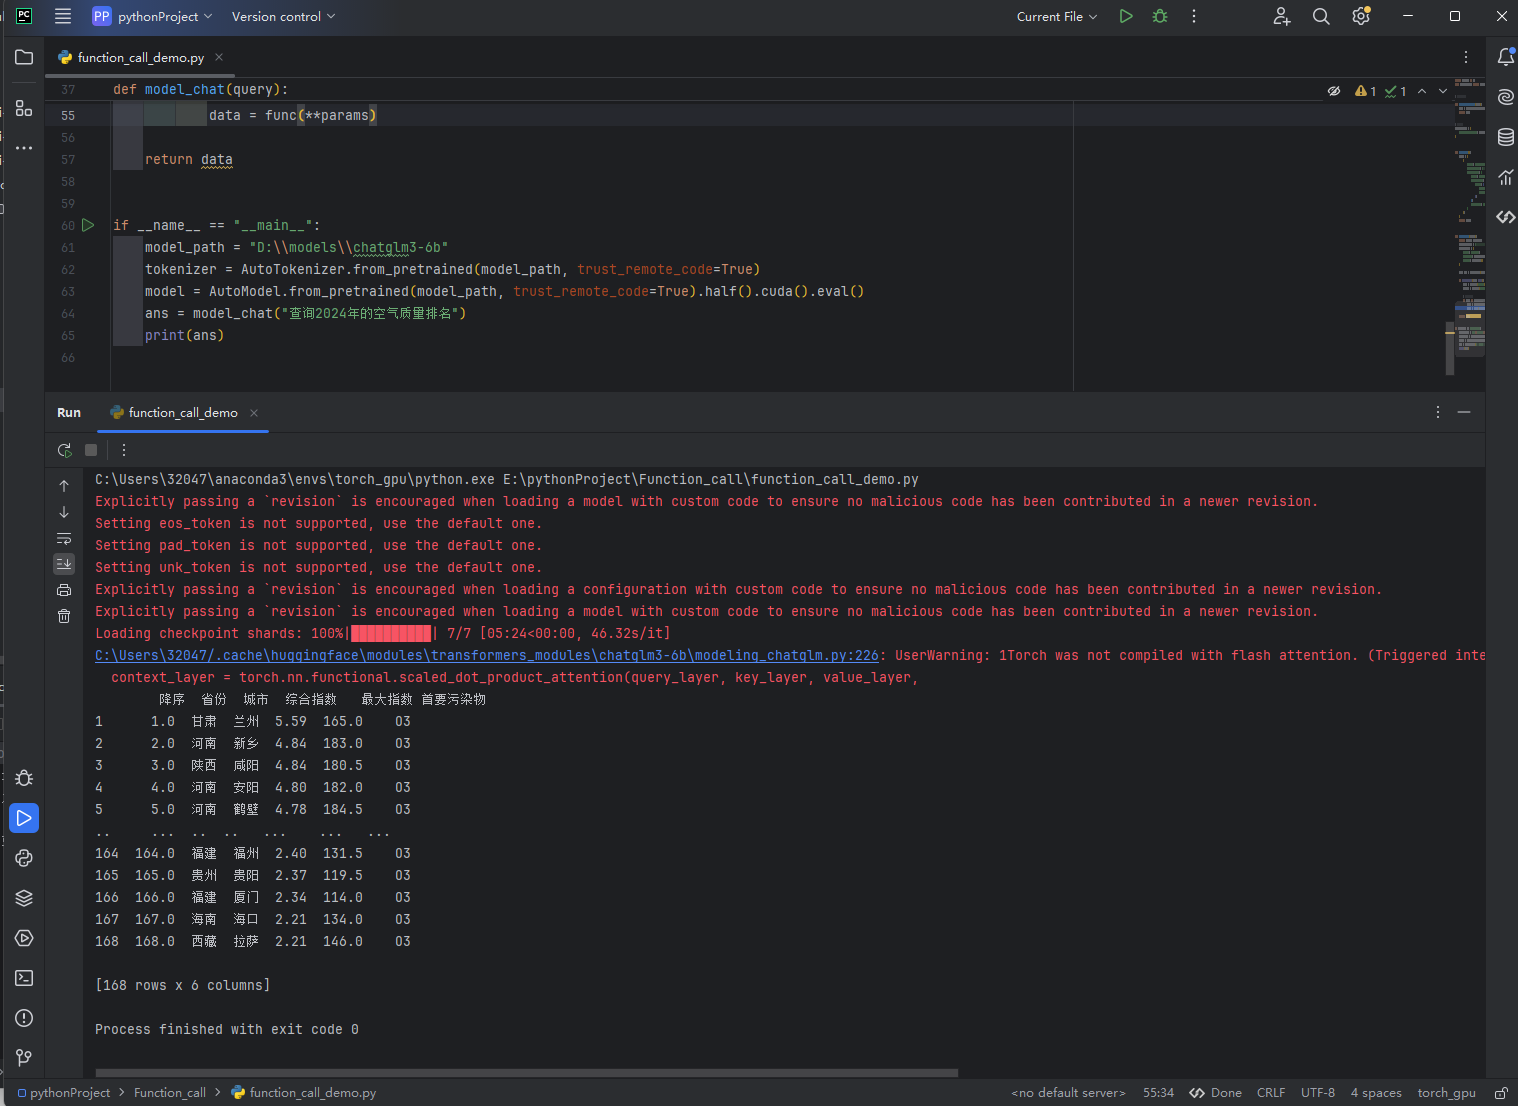 PC PP pythonProject Version control Current File
function_call_demo.py
37 def model_chat(query): 1 1
55 data = func(**params)
56
57 return data
58
59
60 if __name__ == "__main__":
61 model_path = "D:\\models\\chatglm3-6b"
62 tokenizer = AutoTokenizer.from_pretrained(model_path, trust_remote_code=True)
63 model = AutoModel.from_pretrained(model_path, trust_remote_code=True).half().cuda().eval()
64 ans = model_chat("查询2024年的空气质量排名")
65 print(ans)
66
Run function_call_demo
C:\Users\32047\anaconda3\envs\torch_gpu\python.exe E:\pythonProject\Function_call\function_call_demo.py
Explicitly passing a `revision` is encouraged when loading a model with custom code to ensure no malicious code has been contributed in a newer revision.
Setting eos_token is not supported, use the default one.
Setting pad_token is not supported, use the default one.
Setting unk_token is not supported, use the default one.
Explicitly passing a `revision` is encouraged when loading a configuration with custom code to ensure no malicious code has been contributed in a newer revision.
Explicitly passing a `revision` is encouraged when loading a model with custom code to ensure no malicious code has been contributed in a newer revision.
Loading checkpoint shards: 100%|██████████| 7/7 [05:24<00:00, 46.32s/it]
C:\Users\32047/.cache\huggingface\modules\transformers_modules\chatglm3-6b\modeling_chatglm.py:226: UserWarning: 1Torch was not compiled with flash attention. (Triggered inte
context_layer = torch.nn.functional.scaled_dot_product_attention(query_layer, key_layer, value_layer,
降序 省份 城市 综合指数 最大指数 首要污染物
1 1.0 甘肃 兰州 5.59 165.0 O3
2 2.0 河南 新乡 4.84 183.0 O3
3 3.0 陕西 咸阳 4.84 180.5 O3
4 4.0 河南 安阳 4.80 182.0 O3
5 5.0 河南 鹤壁 4.78 184.5 O3
.. ... .. .. ... ... ...
164 164.0 福建 福州 2.40 131.5 O3
165 165.0 贵州 贵阳 2.37 119.5 O3
166 166.0 福建 厦门 2.34 114.0 O3
167 167.0 海南 海口 2.21 134.0 O3
168 168.0 西藏 拉萨 2.21 146.0 O3
[168 rows x 6 columns]
Process finished with exit code 0
pythonProject > Function_call > function_call_demo.py <no default server> 55:34 Done CRLF UTF-8 4 spaces torch_gpu